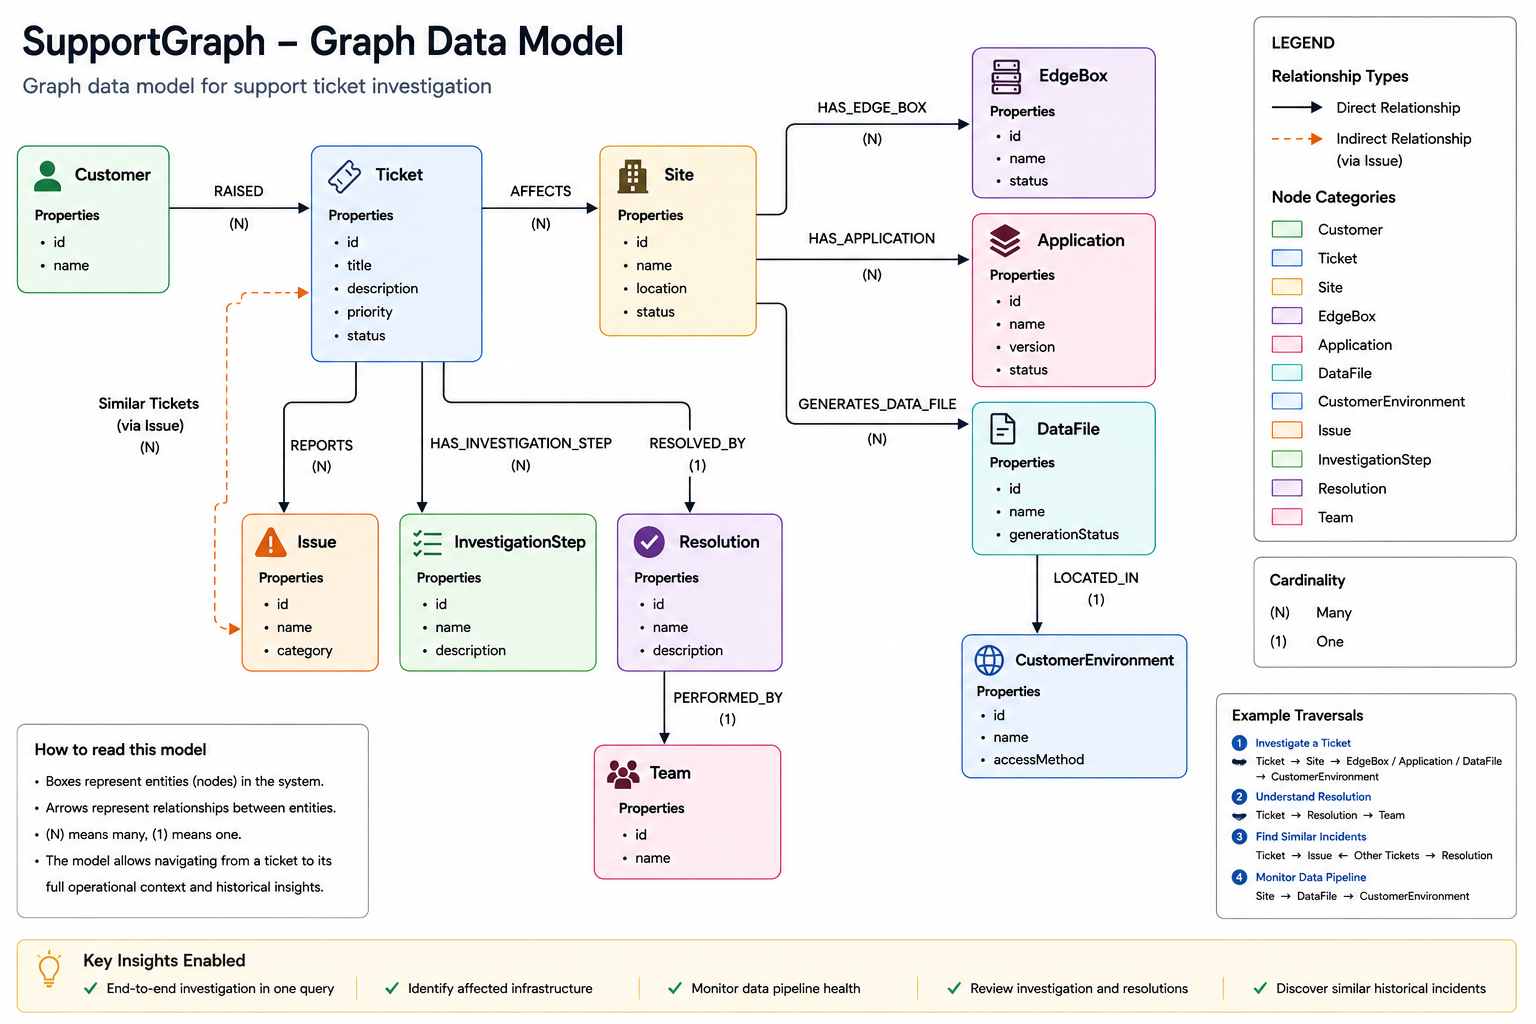 SupportGraph – Graph Data Model
Graph data model for support ticket investigation
Customer
Properties
• id
• name
RAISED
(N)
Ticket
Properties
• id
• title
• description
• priority
• status
AFFECTS
(N)
Site
Properties
• id
• name
• location
• status
HAS_EDGE_BOX
(N)
EdgeBox
Properties
• id
• name
• status
HAS_APPLICATION
(N)
Application
Properties
• id
• name
• version
• status
GENERATES_DATA_FILE
(N)
DataFile
Properties
• id
• name
• generationStatus
LOCATED_IN
(1)
CustomerEnvironment
Properties
• id
• name
• accessMethod
Similar Tickets
(via Issue)
(N)
REPORTS
(N)
HAS_INVESTIGATION_STEP
(N)
RESOLVED_BY
(1)
Issue
Properties
• id
• name
• category
InvestigationStep
Properties
• id
• name
• description
Resolution
Properties
• id
• name
• description
PERFORMED_BY
(1)
Team
Properties
• id
• name
LEGEND
Relationship Types
Direct Relationship
Indirect Relationship
(via Issue)
Node Categories
Customer
Ticket
Site
EdgeBox
Application
DataFile
CustomerEnvironment
Issue
InvestigationStep
Resolution
Team
Cardinality
(N) Many
(1) One
Example Traversals
1 Investigate a Ticket
Ticket → Site → EdgeBox / Application / DataFile
→ CustomerEnvironment
2 Understand Resolution
Ticket → Resolution → Team
3 Find Similar Incidents
Ticket → Issue ← Other Tickets → Resolution
4 Monitor Data Pipeline
Site → DataFile → CustomerEnvironment
How to read this model
• Boxes represent entities (nodes) in the system.
• Arrows represent relationships between entities.
• (N) means many, (1) means one.
• The model allows navigating from a ticket to its
full operational context and historical insights.
Key Insights Enabled
✓ End-to-end investigation in one query
✓ Identify affected infrastructure
✓ Monitor data pipeline health
✓ Review investigation and resolutions
✓ Discover similar historical incidents